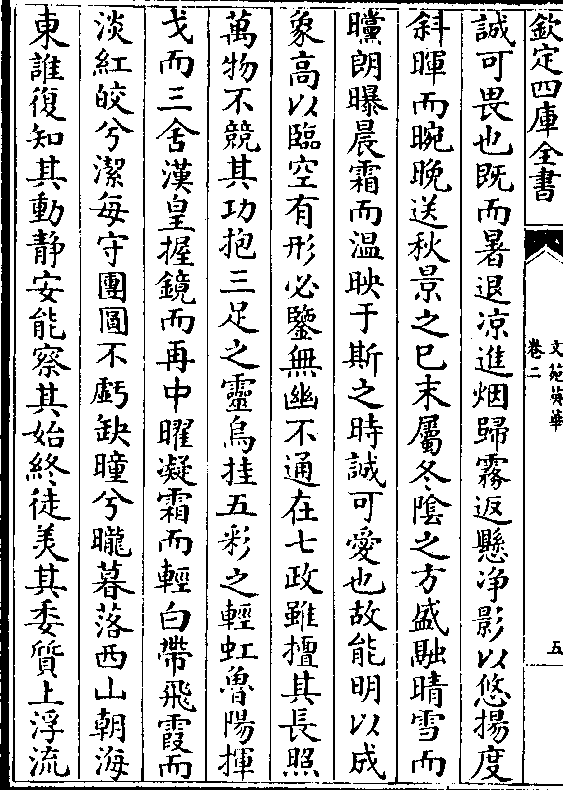 欽定四庫全書
文苑英華
卷二
五
誠可畏也既而暑退凉進烟歸霧返懸净影以悠揚度
斜暉而晼晩送秋景之已末屬冬陰之方盛融晴雪而
曭朗曝晨霜而温映于斯之時誠可愛也故能明以成
象高以臨空有形必鑒無幽不通在七政雖擅其長照
萬物不競其功抱三足之靈烏挂五彩之輕虹魯陽揮
戈而三舍漢皇握鏡而再中曜凝霜而輕白帶飛霞而
淡紅皎兮潔每守團圓不虧缺曈兮曨暮落西山朝海
東誰復知其動静安能察其始終徒美其委質上浮流